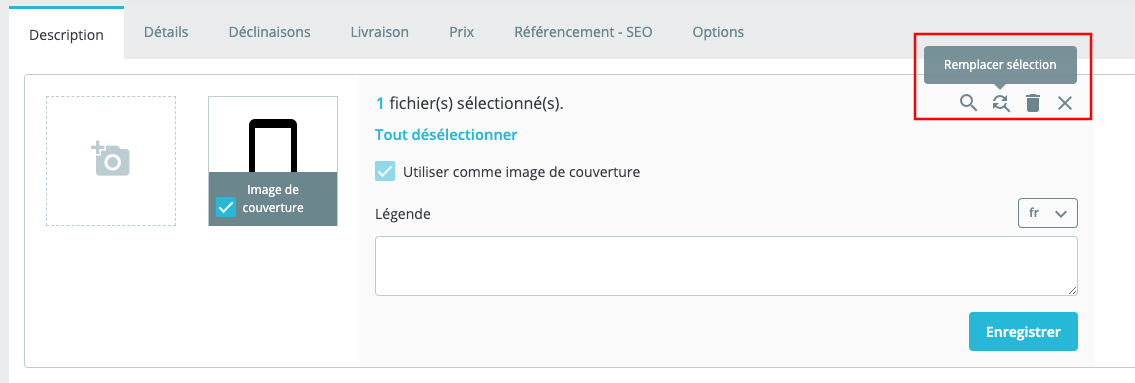 Description
Détails
Déclinaisons
Livraison
Prix
Référencement - SEO
Options
Remplacer sélection
1 fichier(s) sélectionné(s).
Tout désélectionner
Image de
couverture
Utiliser comme image de couverture
Légende
fr
Enregistrer